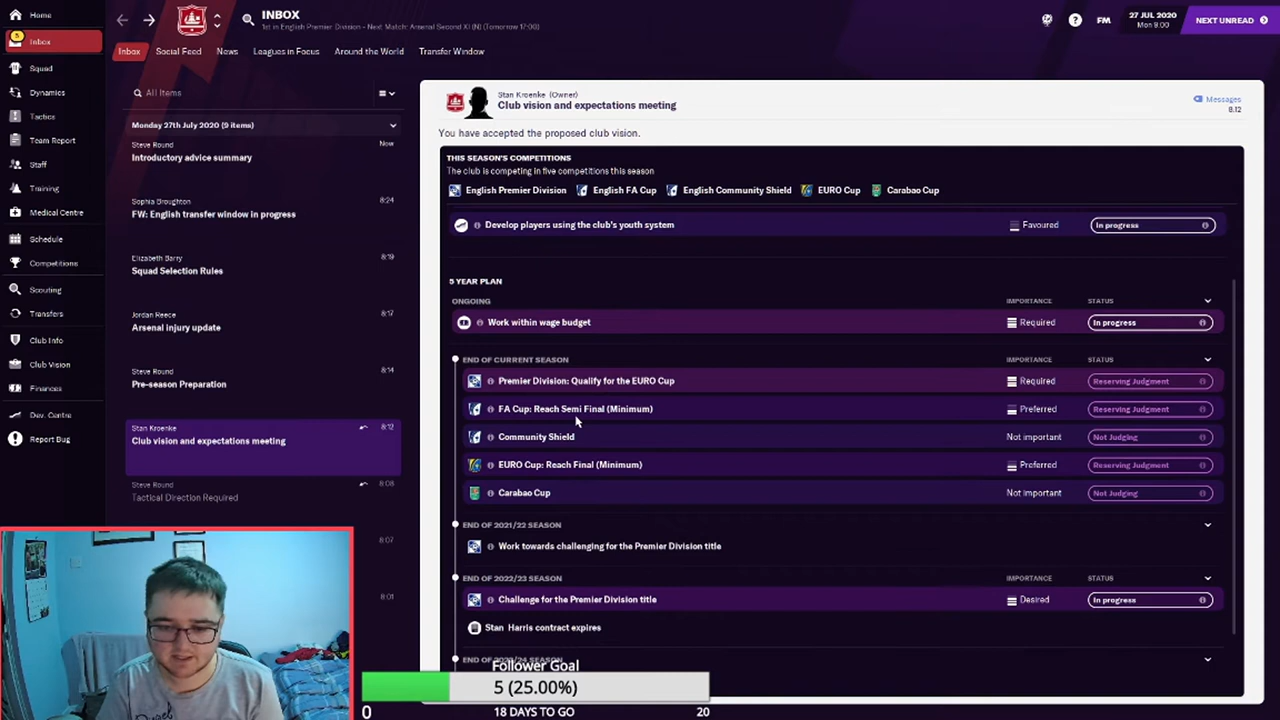 Home
5
Inbox
Squad
Dynamics
Tactics
Team Report
Staff
Training
Medical Centre
Schedule
Competitions
Scouting
Transfers
Club Info
Club Vision
Finances
Dev. Centre
Report Bug
INBOX
1st in English Premier Division - Next Match: Arsenal Second XI (N) (Tomorrow 17:00)
?
FM
27 JUL 2020
Mon 9:00
NEXT UNREAD
Inbox
Social Feed
News
Leagues in Focus
Around the World
Transfer Window
All Items
Monday 27th July 2020 (9 items)
Steve Round
Now
Introductory advice summary
Sophia Broughton
8:24
FW: English transfer window in progress
Elizabeth Barry
8:19
Squad Selection Rules
Jordan Reece
8:17
Arsenal injury update
Steve Round
8:14
Pre-season Preparation
Stan Kroenke
8:12
Club vision and expectations meeting
Steve Round
8:08
Tactical Direction Required
8:07
8:01
Stan Kroenke (Owner)
Club vision and expectations meeting
Messages
8:12
You have accepted the proposed club vision.
THIS SEASON'S COMPETITIONS
The club is competing in five competitions this season
English Premier Division
English FA Cup
English Community Shield
EURO Cup
Carabao Cup
Develop players using the club's youth system
Favoured
In progress
5 YEAR PLAN
ONGOING
IMPORTANCE
STATUS
Work within wage budget
Required
In progress
END OF CURRENT SEASON
IMPORTANCE
STATUS
Premier Division: Qualify for the EURO Cup
Required
Reserving Judgment
FA Cup: Reach Semi Final (Minimum)
Preferred
Reserving Judgment
Community Shield
Not important
Not Judging
EURO Cup: Reach Final (Minimum)
Preferred
Reserving Judgment
Carabao Cup
Not important
Not Judging
END OF 2021/22 SEASON
Work towards challenging for the Premier Division title
END OF 2022/23 SEASON
IMPORTANCE
STATUS
Challenge for the Premier Division title
Desired
In progress
Stan Harris contract expires
Follower Goal
5 (25.00%)
0
18 DAYS TO GO
20